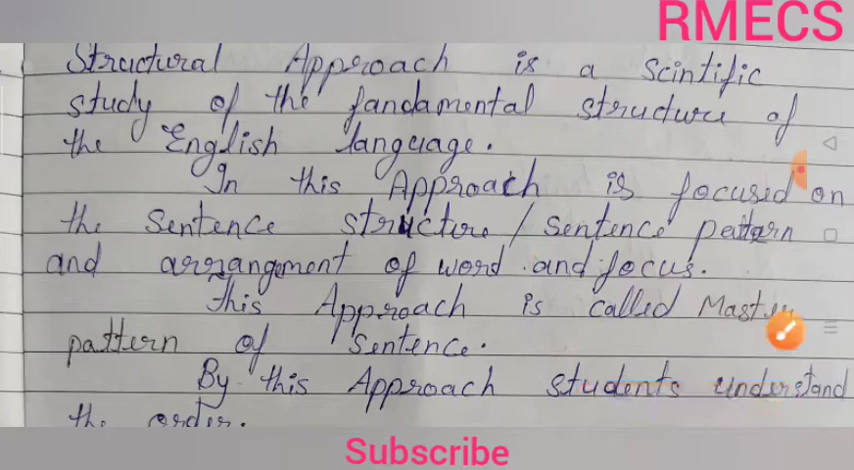 RMECS
Structural Approach is a Scintific
study of the fandamental structure of
the English language.
In this Approach is focused on
the sentence structure / sentence pattern
and arrangement of word and focus.
this Approach is called
pattern of Sentence.
By this Approach students understand
the order.
Subscribe